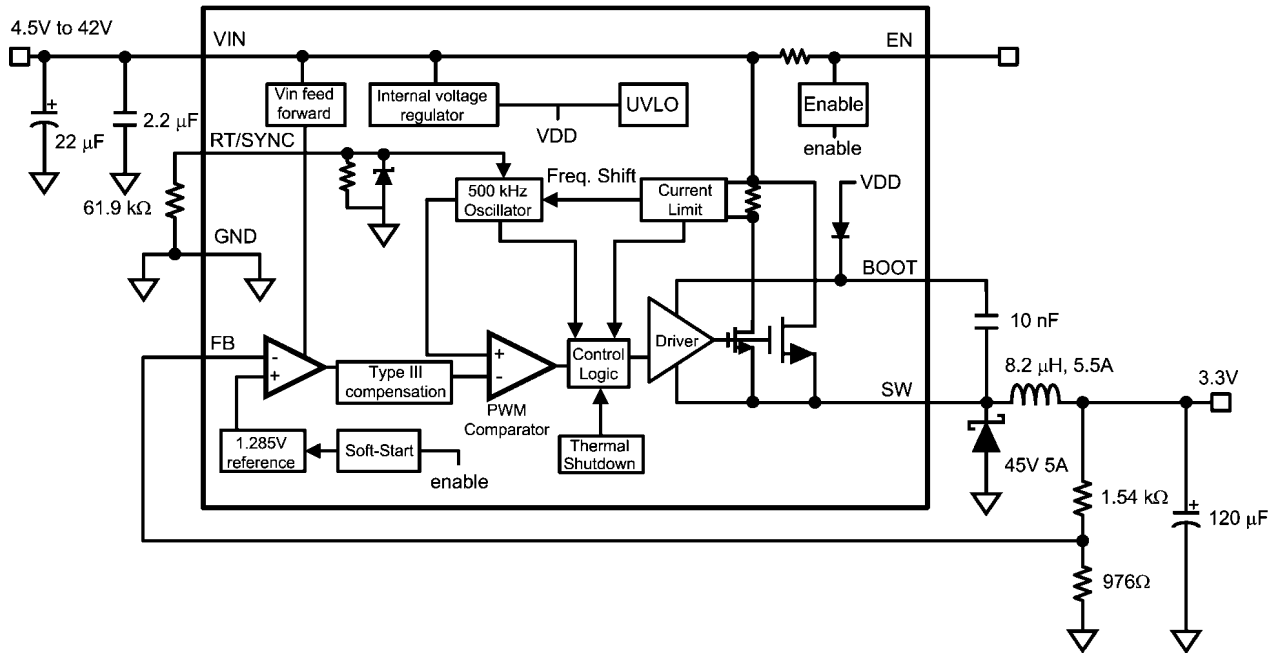 4.5V to 42V
VIN
EN
Vin feed
forward
Internal voltage
regulator
UVLO
Enable
2.2 µF
22 µF
VDD
enable
RT/SYNC
Freq. Shift
VDD
500 kHz
Oscillator
Current
Limit
61.9 kΩ
GND
BOOT
10 nF
FB
Driver
-
+
Type III
compensation
+
-
Control
Logic
8.2 µH, 5.5A
3.3V
SW
PWM
Comparator
1.285V
reference
Soft-Start
Thermal
Shutdown
enable
45V 5A
1.54 kΩ
+
120 µF
976Ω
+